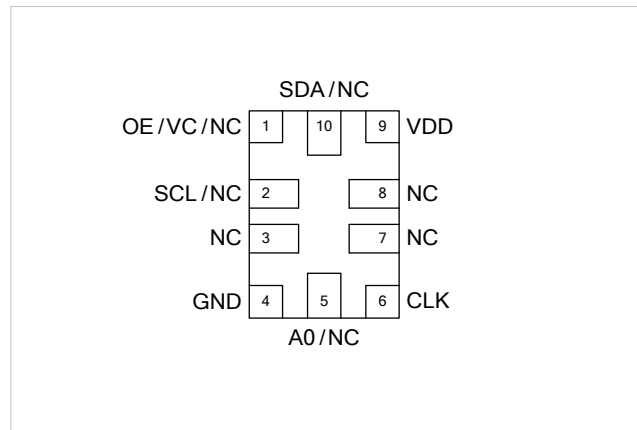 SDA/NC
OE/VC/NC 1 10 9 VDD
SCL/NC 2 8 NC
NC 3 7 NC
GND 4 5 6 CLK
A0/NC